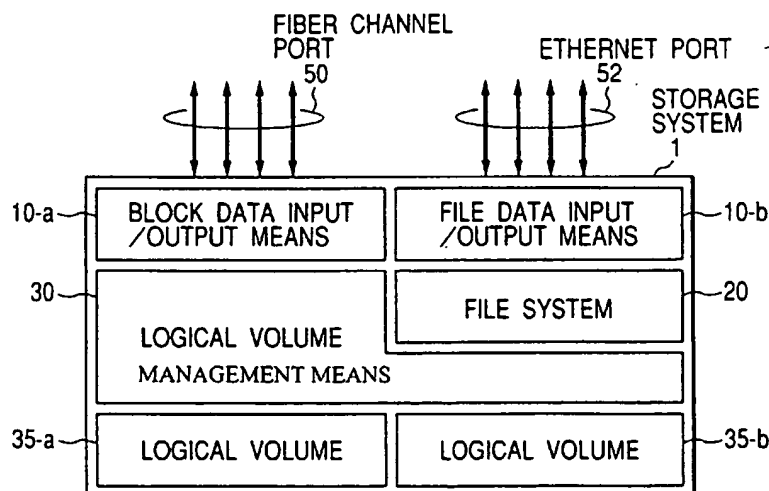 FIBER CHANNEL
PORT
50
ETHERNET PORT
52
STORAGE
SYSTEM
1
10-a
BLOCK DATA INPUT
/OUTPUT MEANS
FILE DATA INPUT
/OUTPUT MEANS
10-b
30
FILE SYSTEM
20
LOGICAL VOLUME
MANAGEMENT MEANS
35-a
LOGICAL VOLUME
LOGICAL VOLUME
35-b